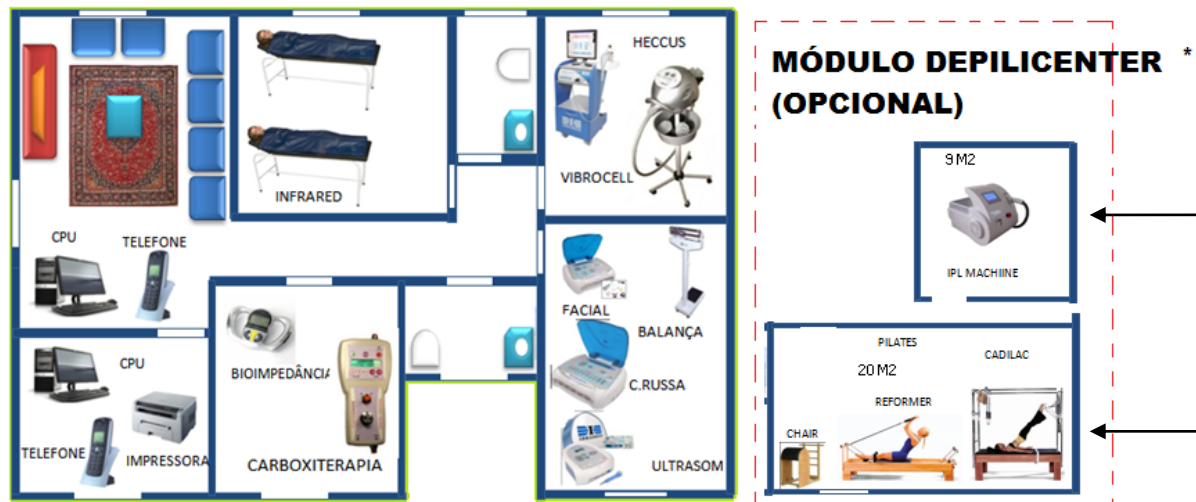 HECCUS
VIBROCELL
INFRARED
CPU
TELEFONE
FACIAL
BALANÇA
C.RUSSA
ULTRASOM
BIOIMPEDÂNCIA
CARBOXITERAPIA
CPU
TELEFONE
IMPRESSORA
MÓDULO DEPILICENTER *
(OPCIONAL)
9 M2
IPL MACHIINE
PILATES
CADILAC
20 M2
REFORMER
CHAIR